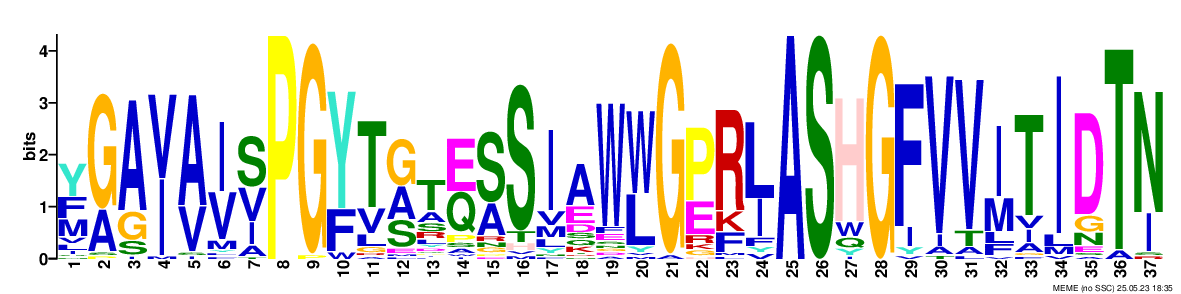 bits
4
3
2
1
0
YGAVAISPGYTGTESSIAWWGPRLASHGFVVITIDTN
1 2 3 4 5 6 7 8 9 10 11 12 13 14 15 16 17 18 19 20 21 22 23 24 25 26 27 28 29 30 31 32 33 34 35 36 37
MEME (no SSC) 25.05.23 18:35